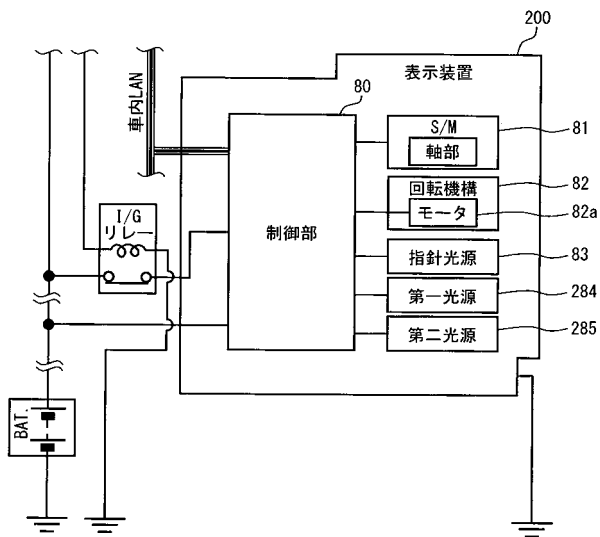 200
表示装置
車内LAN
80
S/M
軸部
81
回転機構
82
モータ
82a
I/G
リレー
制御部
指針光源
83
第一光源
284
第二光源
285
BAT.